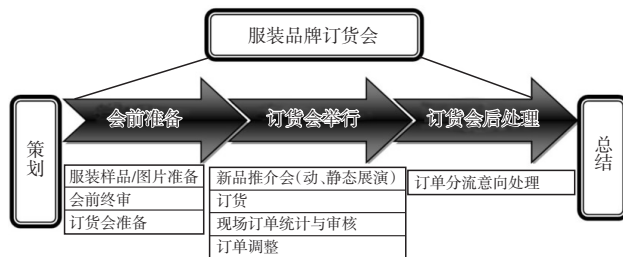 服装品牌订货会
策划
会前准备
订货会举行
订货会后处理
总结
服装样品/图片准备
会前终审
订货会准备
新品推介会(动、静态展演)
订货
现场订单统计与审核
订单调整
订单分流意向处理